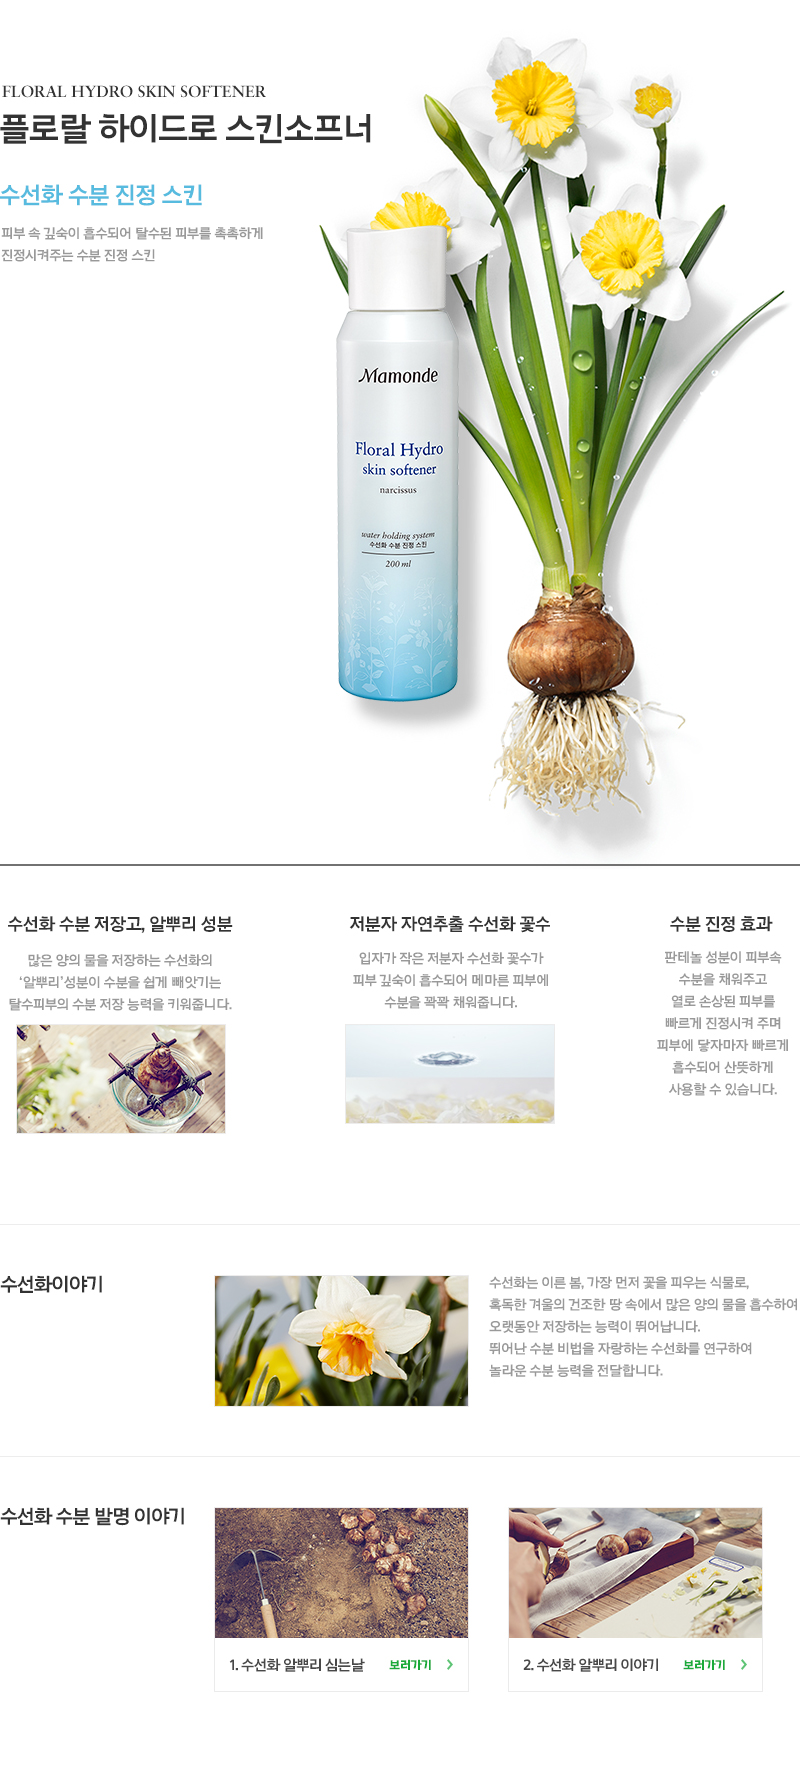 FLORAL HYDRO SKIN SOFTENER
플로랄 하이드로 스킨소프너
수선화 수분 진정 스킨
피부 속 깊숙이 흡수되어 탈수된 피부를 촉촉하게
진정시켜주는 수분 진정 스킨
Mamonde
Floral Hydro
skin softener
narcissus
water holding system
수선화 수분 진정 스킨
200 ml
수선화 수분 저장고, 알뿌리 성분
많은 양의 물을 저장하는 수선화의
‘알뿌리’성분이 수분을 쉽게 빼앗기는
탈수피부의 수분 저장 능력을 키워줍니다.
저분자 자연추출 수선화 꽃수
입자가 작은 저분자 수선화 꽃수가
피부 깊숙이 흡수되어 메마른 피부에
수분을 꽉꽉 채워줍니다.
수분 진정 효과
판테놀 성분이 피부속
수분을 채워주고
열로 손상된 피부를
빠르게 진정시켜 주며
피부에 닿자마자 빠르게
흡수되어 산뜻하게
사용할 수 있습니다.
수선화이야기
수선화는 이른 봄, 가장 먼저 꽃을 피우는 식물로,
혹독한 겨울의 건조한 땅 속에서 많은 양의 물을 흡수하여
오랫동안 저장하는 능력이 뛰어납니다.
뛰어난 수분 비법을 자랑하는 수선화를 연구하여
놀라운 수분 능력을 전달합니다.
수선화 수분 발명 이야기
1. 수선화 알뿌리 심는날 보러가기 >
2. 수선화 알뿌리 이야기 보러가기 >